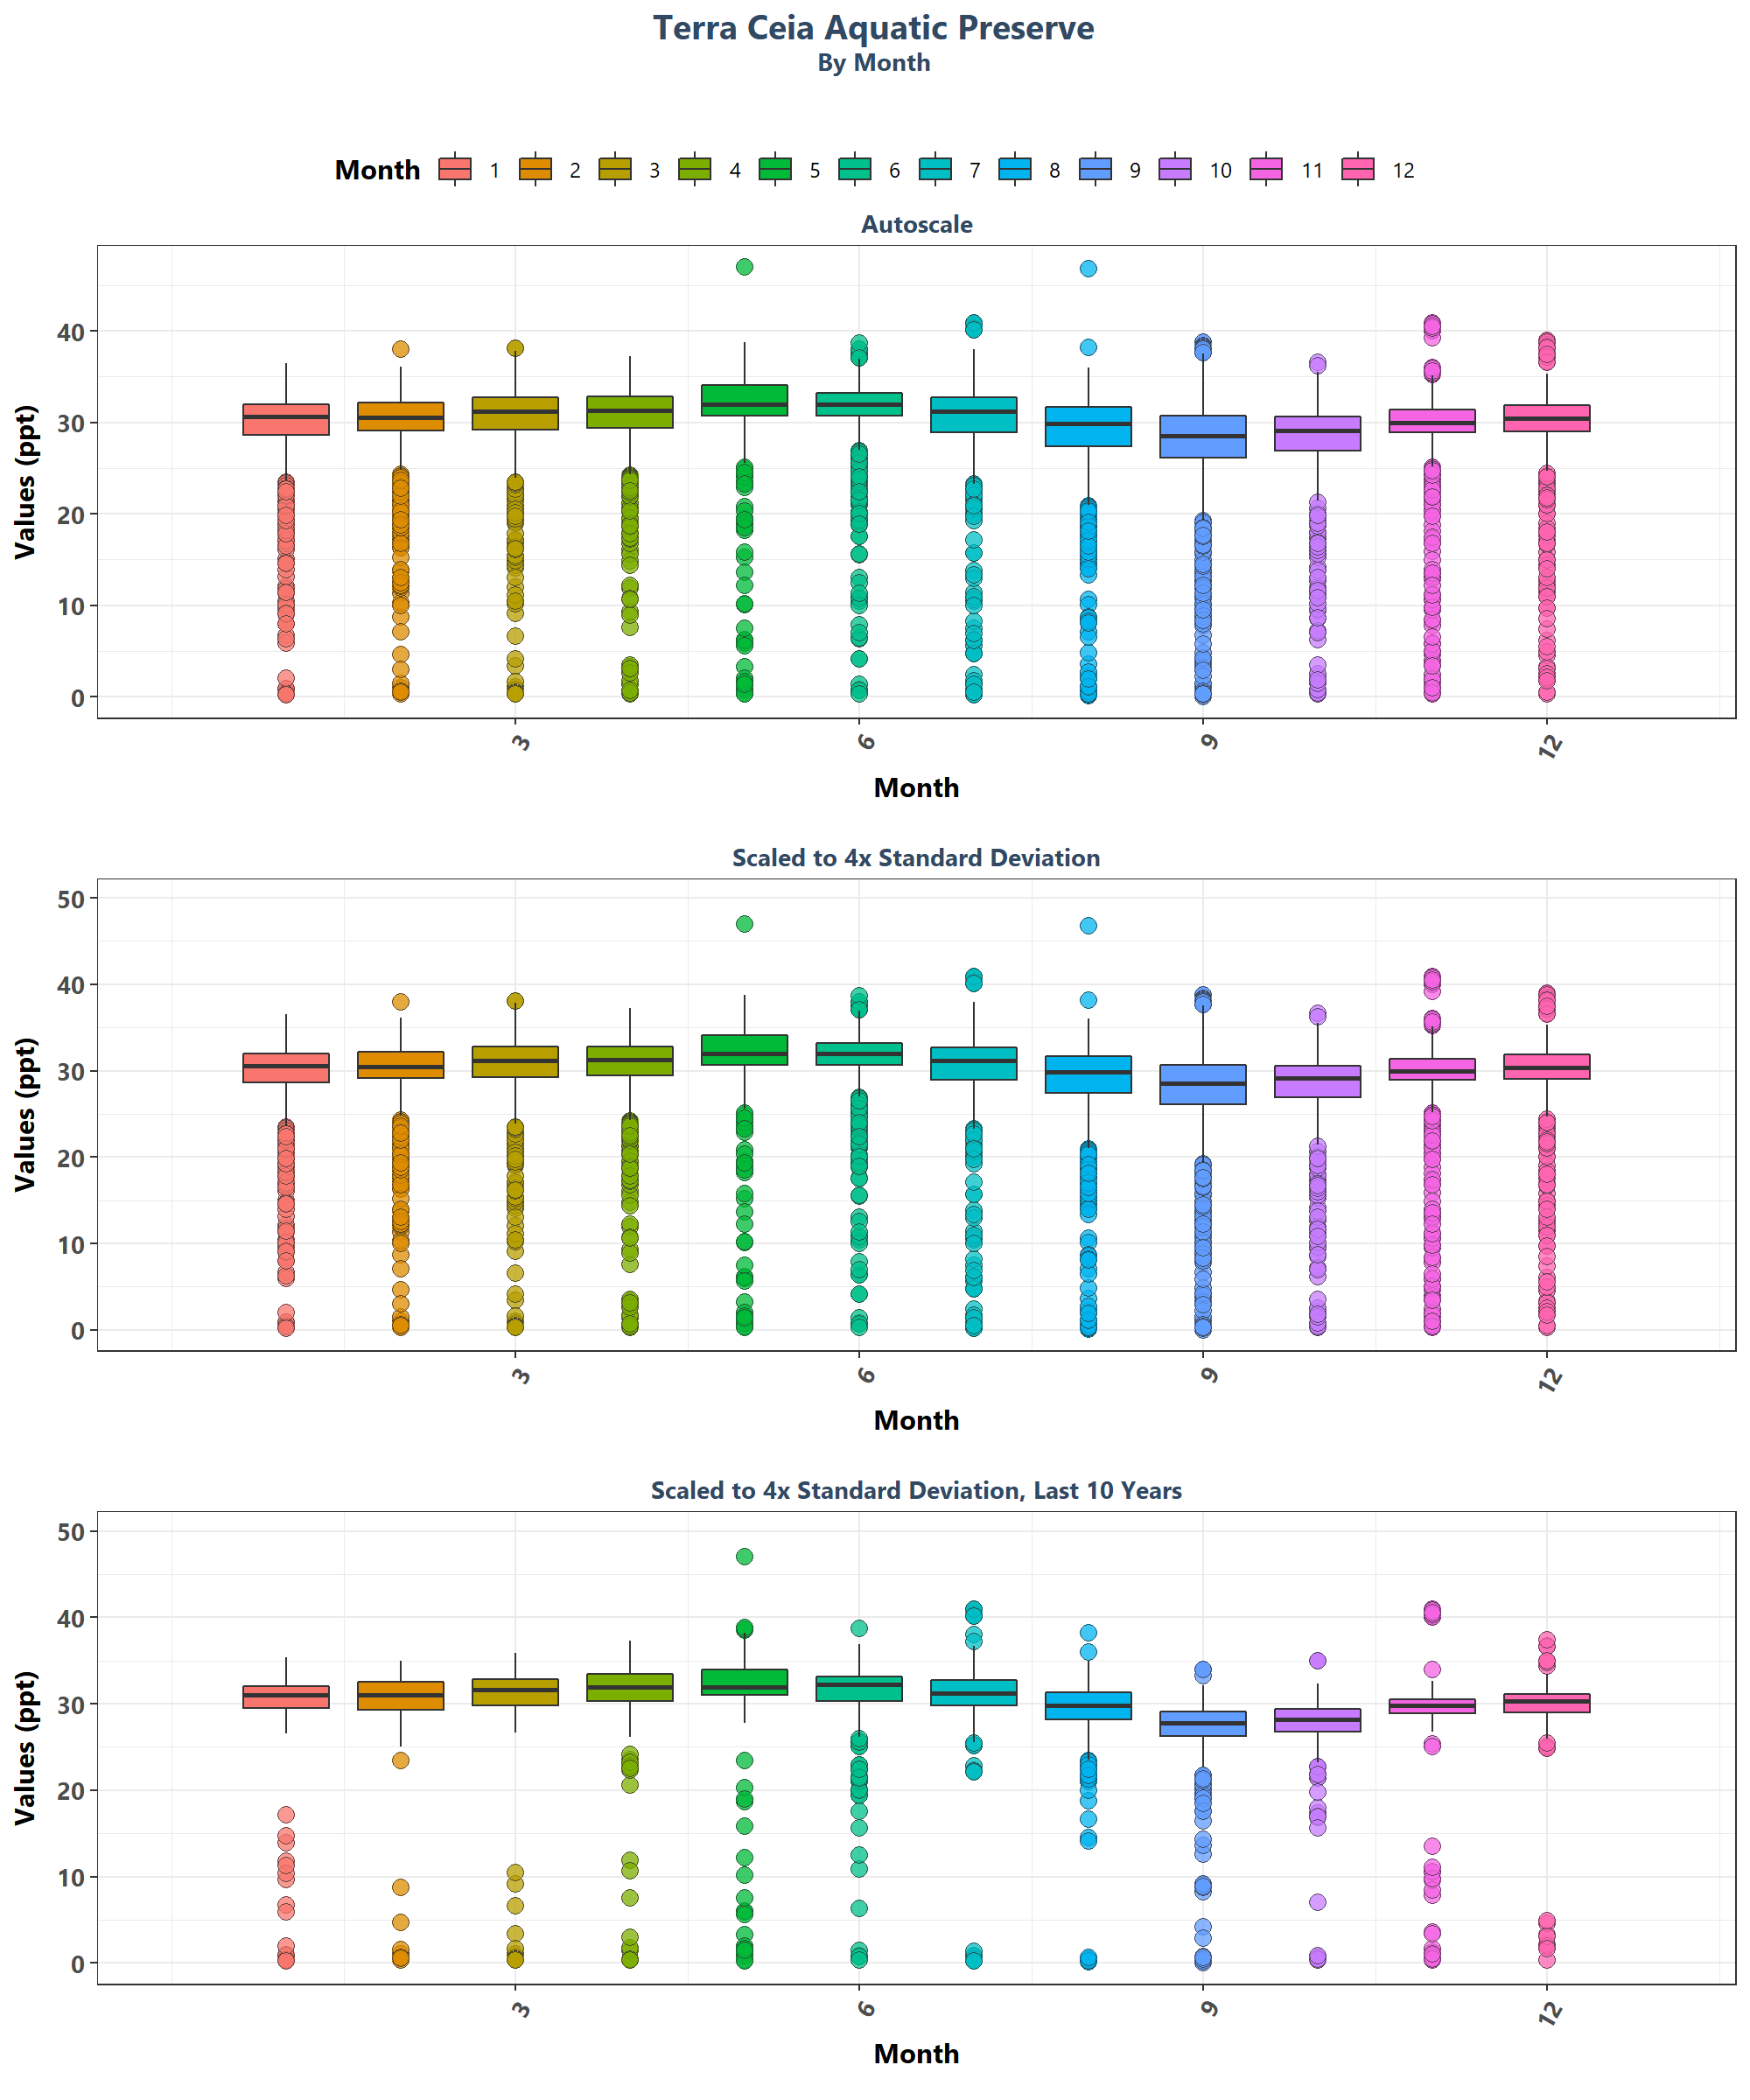 Terra Ceia Aquatic Preserve
By Month
Month 1 2 3 4 5 6 7 8 9 10 11 12
Autoscale
40
30
20
10
0
Values (ppt)
3 6 9 12
Month
Scaled to 4x Standard Deviation
50
40
30
20
10
0
Values (ppt)
3 6 9 12
Month
Scaled to 4x Standard Deviation, Last 10 Years
50
40
30
20
10
0
Values (ppt)
3 6 9 12
Month